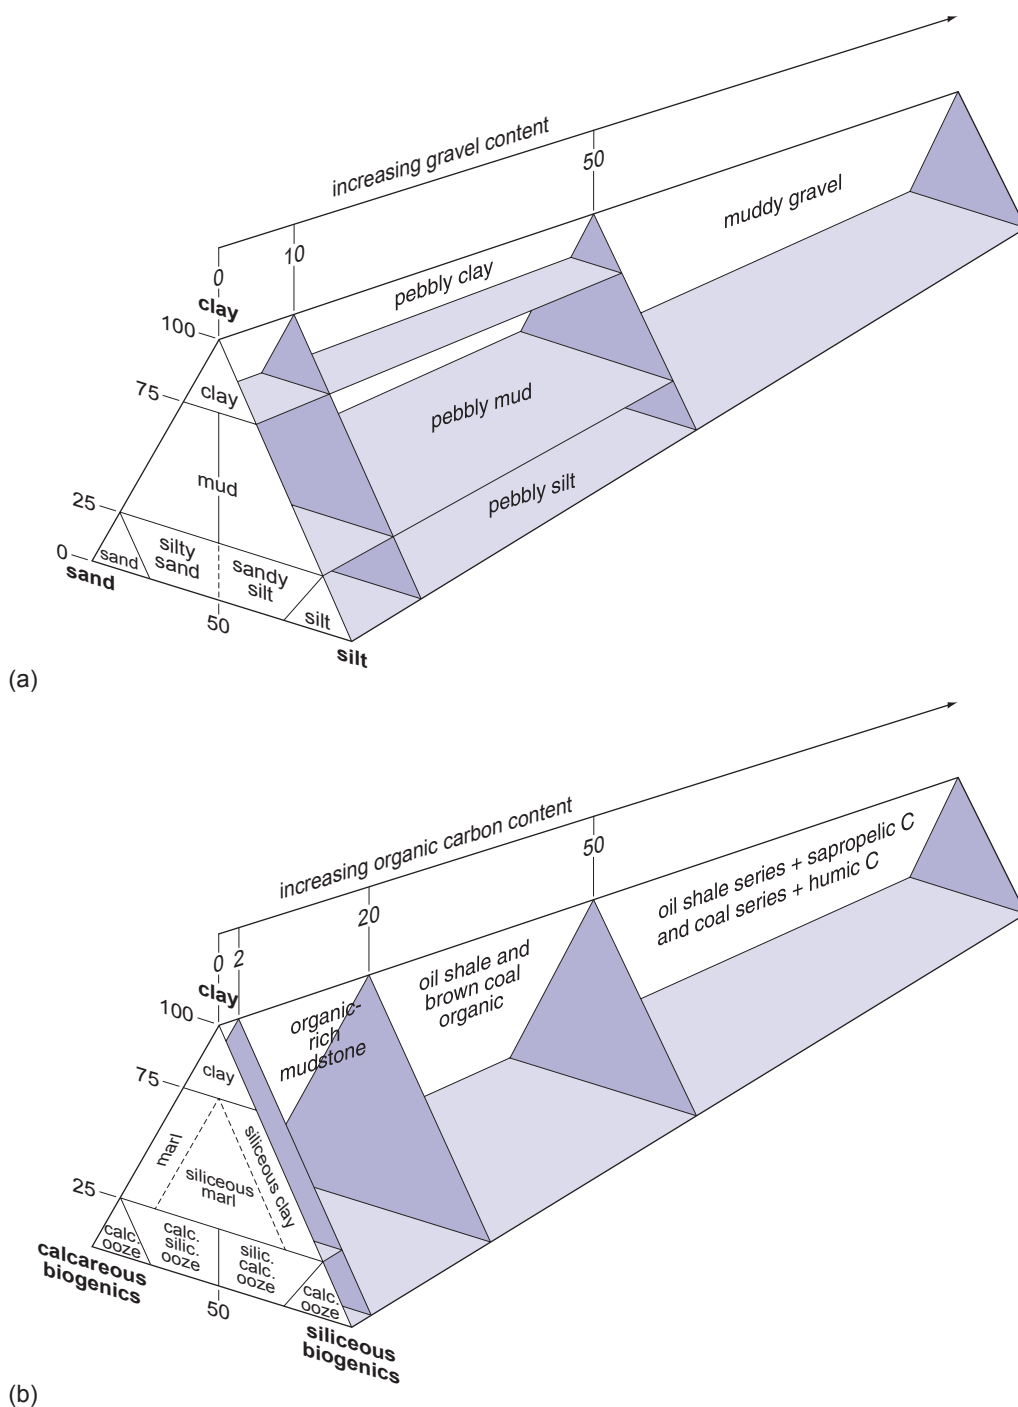 increasing gravel content
50
10
0
clay
100
75
25
0
sand
50
silt
clay
mud
sand
silty
sand
sandy
silt
silt
pebbly clay
pebbly mud
pebbly silt
muddy gravel
(a)
increasing organic carbon content
50
20
0 2
clay
100
75
25
calcareous
biogenics
50
siliceous
biogenics
clay
marl
siliceous
marl
siliceous clay
calc.
ooze
calc.
silic.
ooze
silic.
calc.
ooze
calc.
ooze
organic-
rich
mudstone
oil shale and
brown coal
organic
oil shale series + sapropelic C
and coal series + humic C
(b)